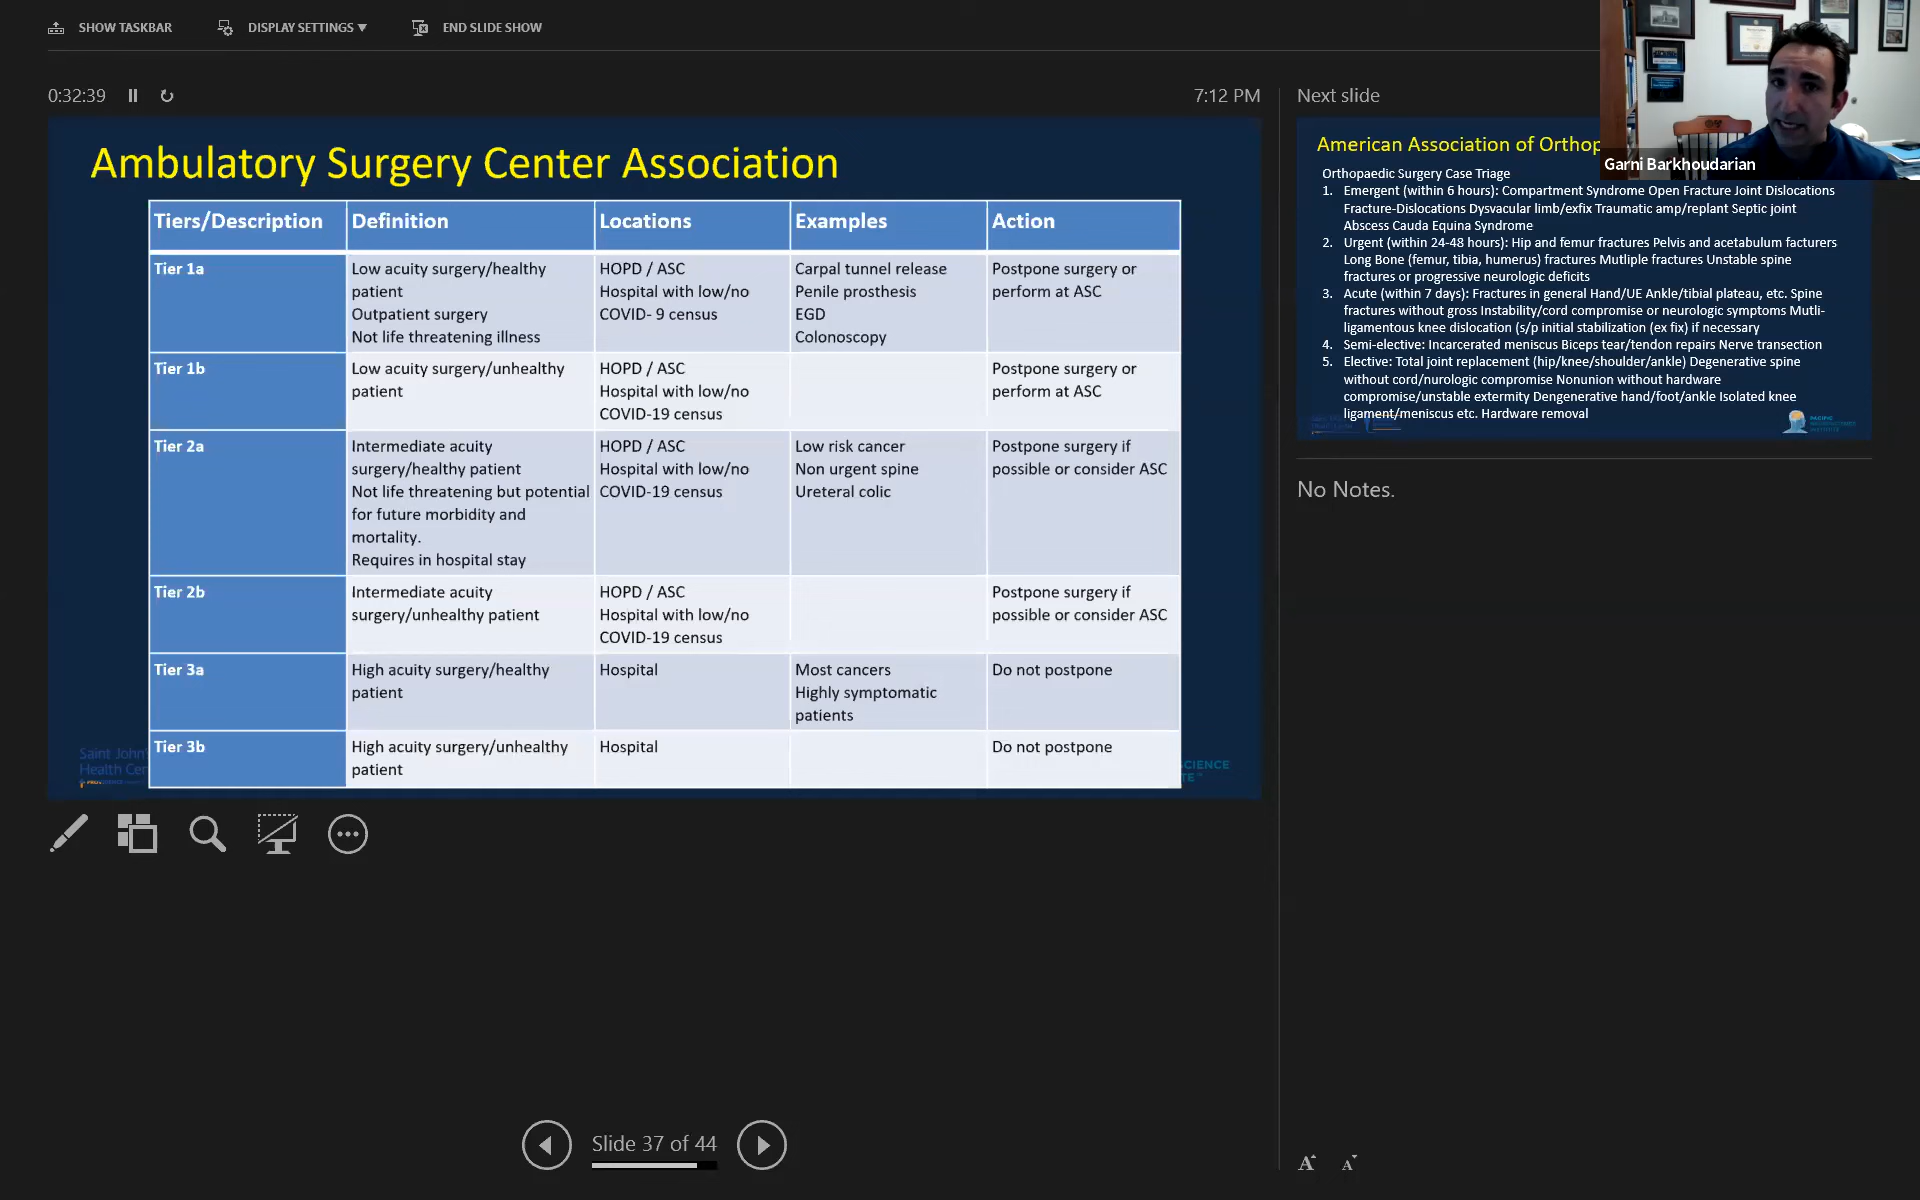 SHOW TASKBAR
DISPLAY SETTINGS
END SLIDE SHOW
0:32:39
7:12 PM
Ambulatory Surgery Center Association
Tiers/Description
Definition
Locations
Examples
Action
Tier 1a
Low acuity surgery/healthy
patient
Outpatient surgery
Not life threatening illness
HOPD / ASC
Hospital with low/no
COVID- 9 census
Carpal tunnel release
Penile prosthesis
EGD
Colonoscopy
Postpone surgery or
perform at ASC
Tier 1b
Low acuity surgery/unhealthy
patient
HOPD / ASC
Hospital with low/no
COVID-19 census
Postpone surgery or
perform at ASC
Tier 2a
Intermediate acuity
surgery/healthy patient
Not life threatening but potential
for future morbidity and
mortality.
Requires in hospital stay
HOPD / ASC
Hospital with low/no
COVID-19 census
Low risk cancer
Non urgent spine
Ureteral colic
Postpone surgery if
possible or consider ASC
Tier 2b
Intermediate acuity
surgery/unhealthy patient
HOPD / ASC
Hospital with low/no
COVID-19 census
Postpone surgery if
possible or consider ASC
Tier 3a
High acuity surgery/healthy
patient
Hospital
Most cancers
Highly symptomatic
patients
Do not postpone
Tier 3b
High acuity surgery/unhealthy
patient
Hospital
Do not postpone
Saint John'
Health Cen
SCIENCE
TE
Slide 37 of 44
Next slide
American Association of Orthop
Orthopaedic Surgery Case Triage
1. Emergent (within 6 hours): Compartment Syndrome Open Fracture Joint Dislocations
Fracture-Dislocations Dysvacular limb/exfix Traumatic amp/replant Septic joint
Abscess Cauda Equina Syndrome
2. Urgent (within 24-48 hours): Hip and femur fractures Pelvis and acetabulum facturers
Long Bone (femur, tibia, humerus) fractures Mutliple fractures Unstable spine
fractures or progressive neurologic deficits
3. Acute (within 7 days): Fractures in general Hand/UE Ankle/tibial plateau, etc. Spine
fractures without gross Instability/cord compromise or neurologic symptoms Mutli-
ligamentous knee dislocation (s/p initial stabilization (ex fix) if necessary
4. Semi-elective: Incarcerated meniscus Biceps tear/tendon repairs Nerve transection
5. Elective: Total joint replacement (hip/knee/shoulder/ankle) Degenerative spine
without cord/nurologic compromise Nonunion without hardware
compromise/unstable extermity Dengenerative hand/foot/ankle Isolated knee
ligament/meniscus etc. Hardware removal
PACIFIC
NEUROSCIENCE
INSTITUTE
No Notes.
A A
Garni Barkhoudarian